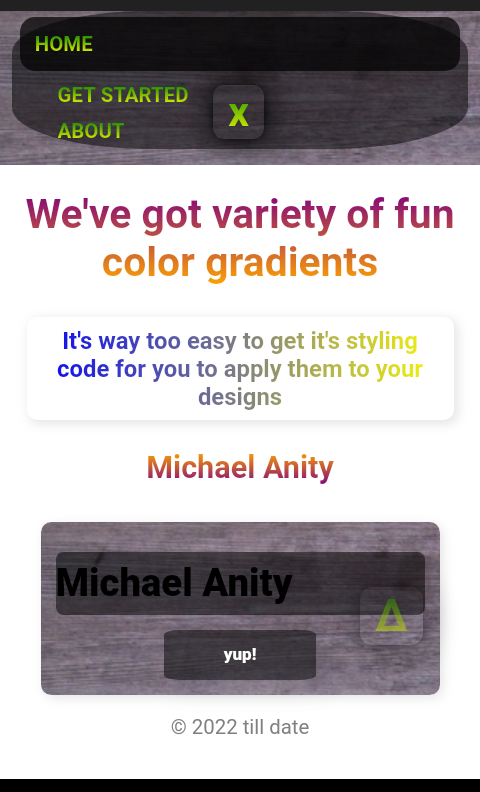 HOME
GET STARTED
X
ABOUT
We've got variety of fun
color gradients
It's way too easy to get it's styling
code for you to apply them to your
designs
Michael Anity
Michael Anity
Δ
yup!
© 2022 till date